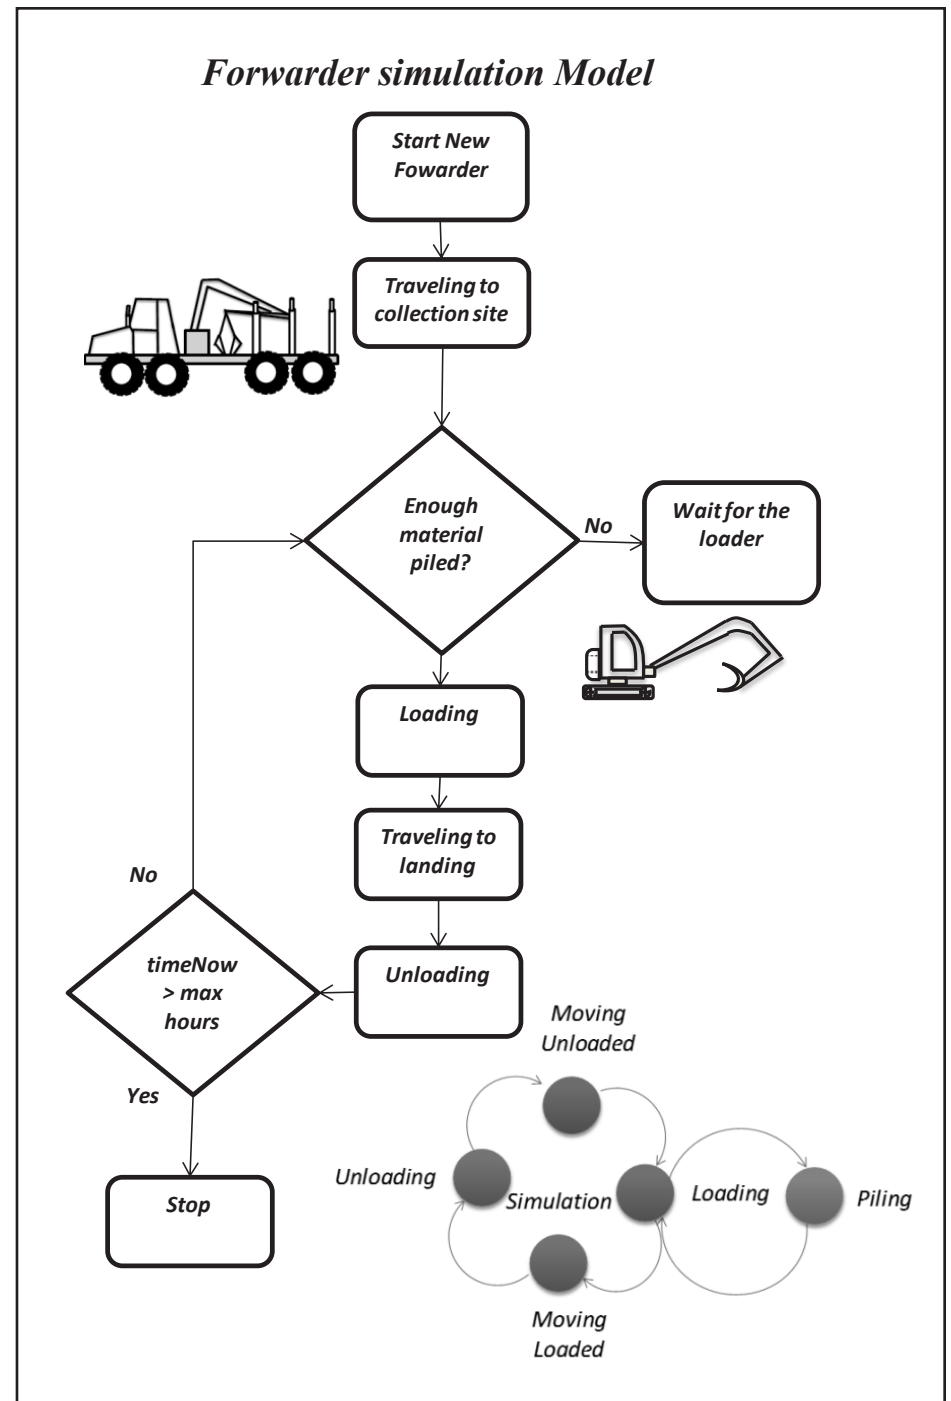 Forwarder simulation Model
Start New
Fowarder
Traveling to
collection site
Enough
material
piled?
No
Wait for the
loader
Loading
Traveling to
landing
No
timeNow
> max
hours
Unloading
Yes
Stop
Moving
Unloaded
Unloading
Simulation
Loading
Piling
Moving
Loaded